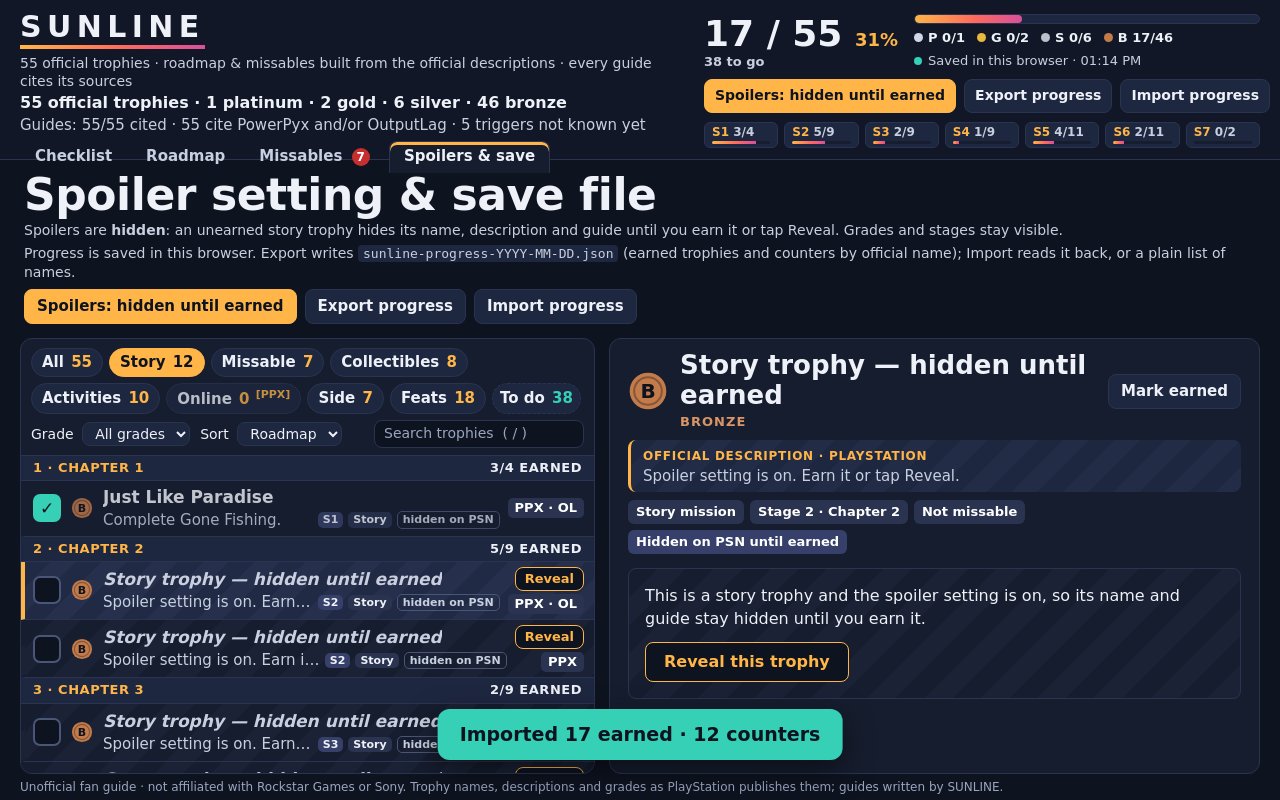 SUNLINE
55 official trophies · roadmap & missables built from the official descriptions · every guide
cites its sources
55 official trophies · 1 platinum · 2 gold · 6 silver · 46 bronze
Guides: 55/55 cited · 55 cite PowerPyx and/or OutputLag · 5 triggers not known yet
17 / 55 31%
38 to go
P 0/1 G 0/2 S 0/6 B 17/46
Saved in this browser · 01:14 PM
Spoilers: hidden until earned Export progress Import progress
S1 3/4 S2 5/9 S3 2/9 S4 1/9 S5 4/11 S6 2/11 S7 0/2
Checklist Roadmap Missables 7 Spoilers & save
Spoiler setting & save file
Spoilers are hidden: an unearned story trophy hides its name, description and guide until you earn it or tap Reveal. Grades and stages stay visible.
Progress is saved in this browser. Export writes sunline-progress-YYYY-MM-DD.json (earned trophies and counters by official name); Import reads it back, or a plain list of
names.
Spoilers: hidden until earned Export progress Import progress
All 55 Story 12 Missable 7 Collectibles 8
Activities 10 Online 0 [PPX] Side 7 Feats 18 To do 38
Grade All grades Sort Roadmap Search trophies ( / )
1 · CHAPTER 1 3/4 EARNED
✓ B Just Like Paradise
Complete Gone Fishing. S1 Story hidden on PSN PPX · OL
2 · CHAPTER 2 5/9 EARNED
B Story trophy — hidden until earned Reveal
Spoiler setting is on. Earn... S2 Story hidden on PSN PPX · OL
B Story trophy — hidden until earned Reveal
Spoiler setting is on. Earn i... S2 Story hidden on PSN PPX
3 · CHAPTER 3 2/9 EARNED
B Story trophy — hidden until earned
Spoiler setting is on. Earn... S3 Story
B Story trophy — hidden until
earned
BRONZE
Mark earned
OFFICIAL DESCRIPTION · PLAYSTATION
Spoiler setting is on. Earn it or tap Reveal.
Story mission Stage 2 · Chapter 2 Not missable
Hidden on PSN until earned
This is a story trophy and the spoiler setting is on, so its name and
guide stay hidden until you earn it.
Reveal this trophy
Imported 17 earned · 12 counters
Unofficial fan guide · not affiliated with Rockstar Games or Sony. Trophy names, descriptions and grades as PlayStation publishes them; guides written by SUNLINE.